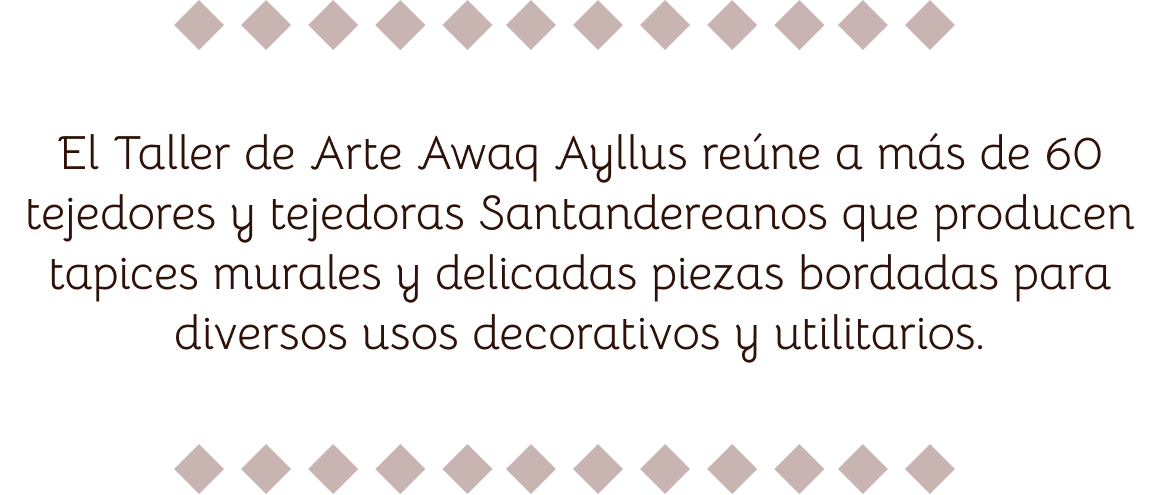 El Taller de Arte Awaq Ayllus reúne a más de 60
tejedores y tejedoras Santandereanos que producen
tapices murales y delicadas piezas bordadas para
diversos usos decorativos y utilitarios.